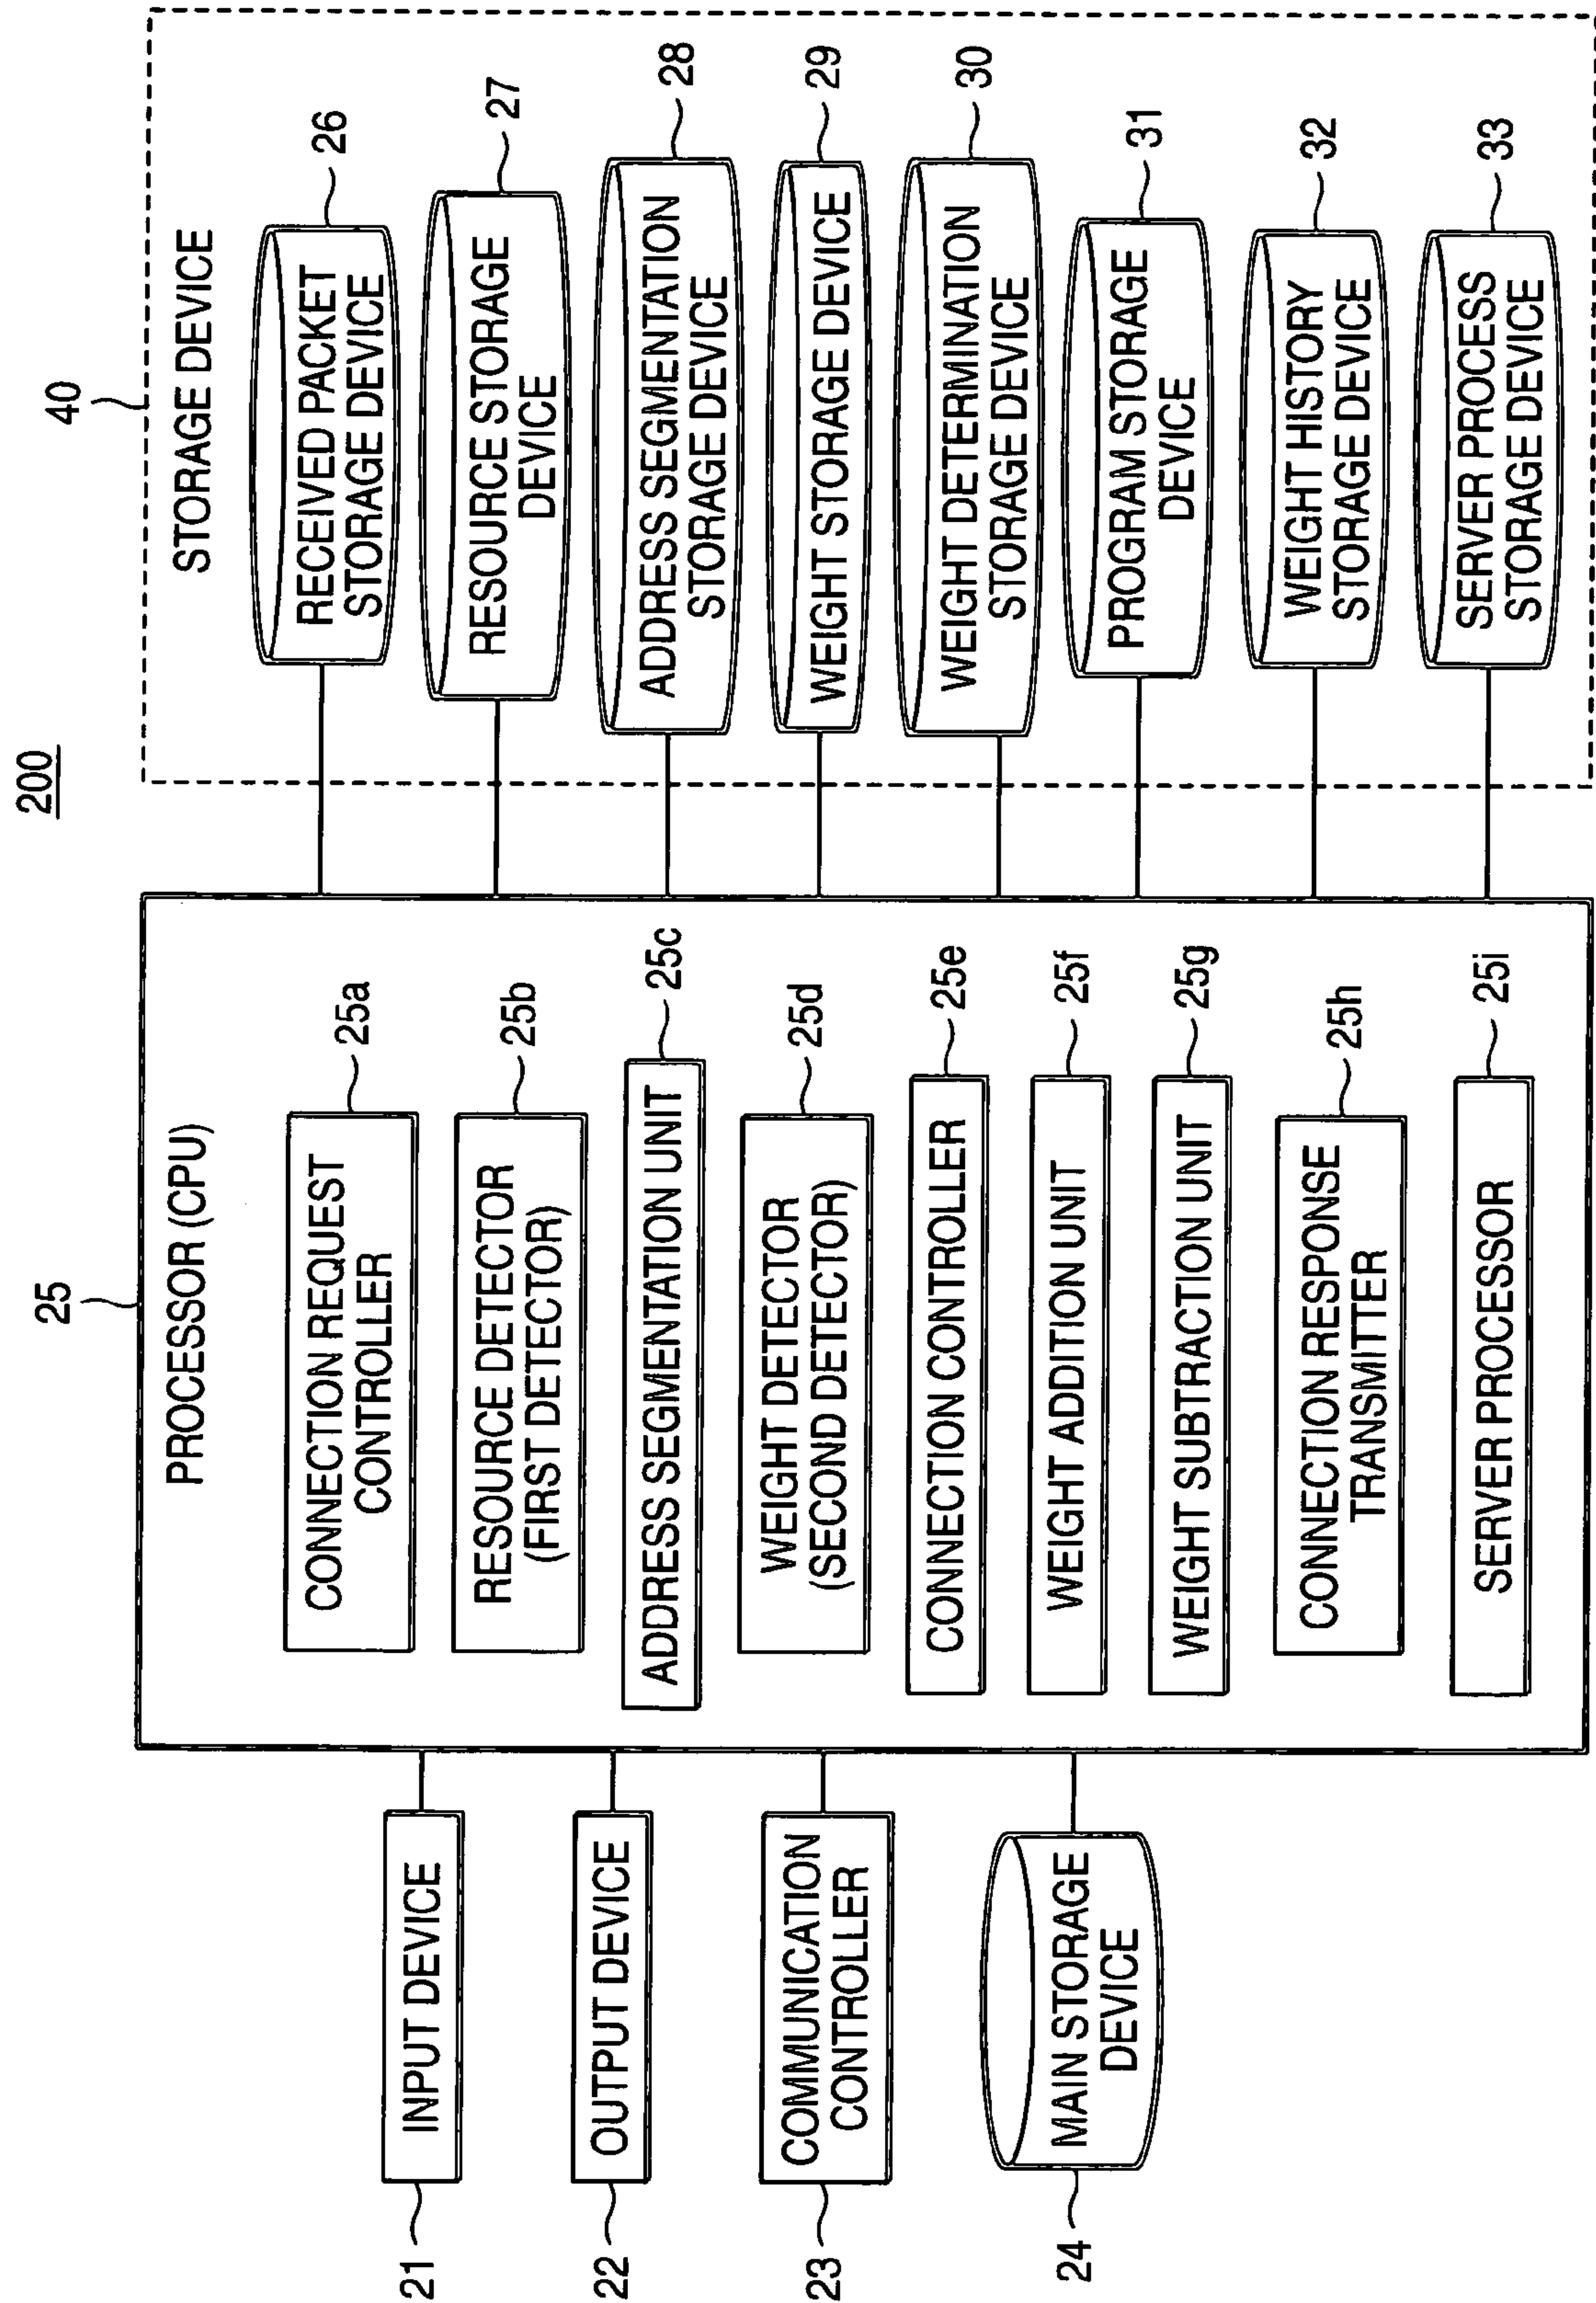 200
21
INPUT DEVICE
22
OUTPUT DEVICE
23
COMMUNICATION
CONTROLLER
24
MAIN STORAGE
DEVICE
25
PROCESSOR (CPU)
CONNECTION REQUEST
CONTROLLER
25a
RESOURCE DETECTOR
(FIRST DETECTOR)
25b
ADDRESS SEGMENTATION UNIT
25c
WEIGHT DETECTOR
(SECOND DETECTOR)
25d
CONNECTION CONTROLLER
25e
WEIGHT ADDITION UNIT
25f
WEIGHT SUBTRACTION UNIT
25g
CONNECTION RESPONSE
TRANSMITTER
25h
SERVER PROCESSOR
25i
40
STORAGE DEVICE
RECEIVED PACKET
STORAGE DEVICE
26
RESOURCE STORAGE
DEVICE
27
ADDRESS SEGMENTATION
STORAGE DEVICE
28
WEIGHT STORAGE DEVICE
29
WEIGHT DETERMINATION
STORAGE DEVICE
30
PROGRAM STORAGE
DEVICE
31
WEIGHT HISTORY
STORAGE DEVICE
32
SERVER PROCESS
STORAGE DEVICE
33